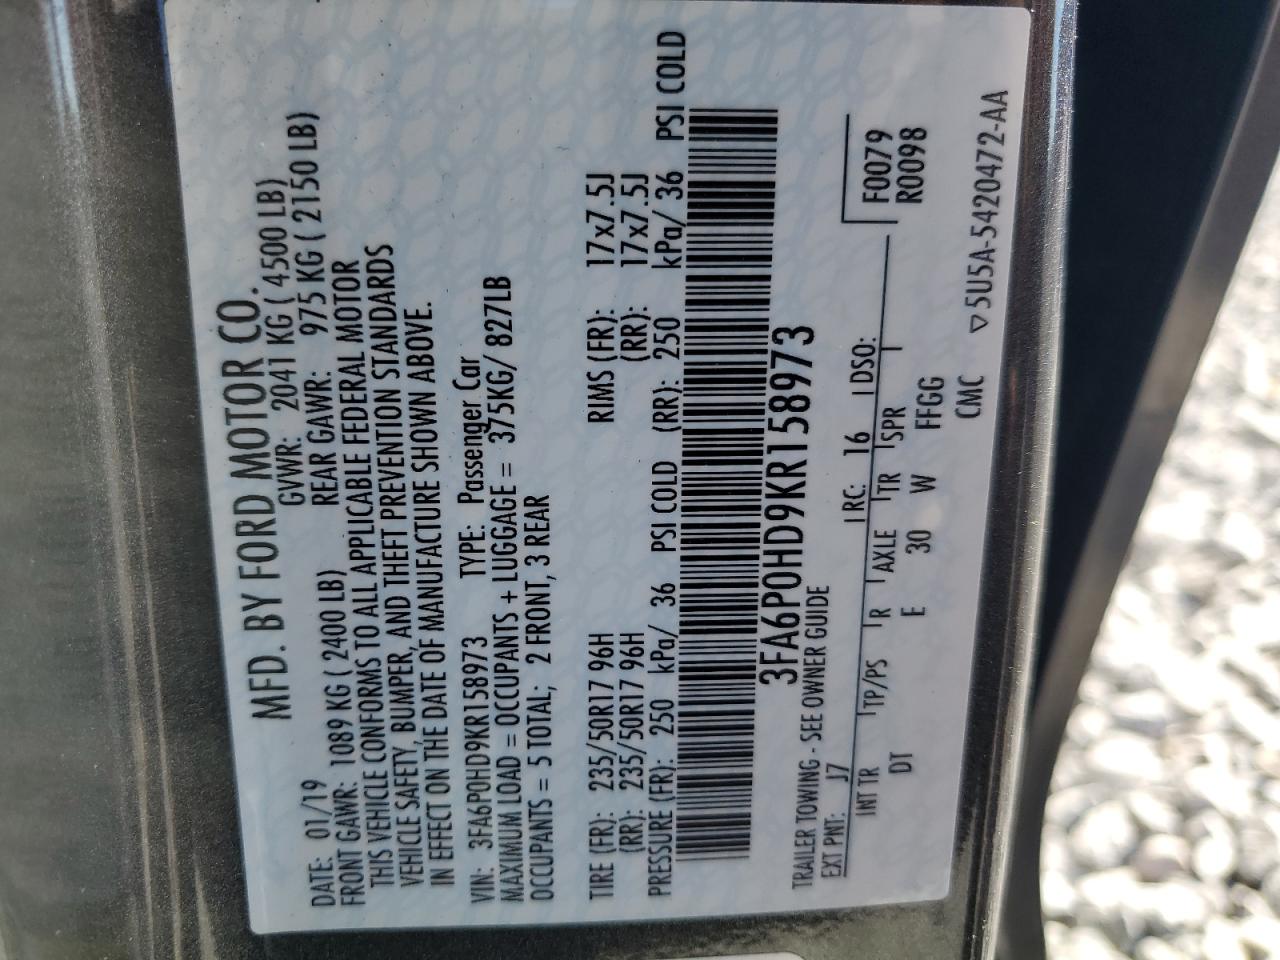 MFD. BY FORD MOTOR CO.
DATE: 01/19 GVWR: 2041 KG ( 4500 LB)
FRONT GAWR: 1089 KG ( 2400 LB) REAR GAWR: 975 KG ( 2150 LB)
THIS VEHICLE CONFORMS TO ALL APPLICABLE FEDERAL MOTOR
VEHICLE SAFETY, BUMPER, AND THEFT PREVENTION STANDARDS
IN EFFECT ON THE DATE OF MANUFACTURE SHOWN ABOVE.
VIN: 3FA6P0HD9KR158973 TYPE: Passenger Car
MAXIMUM LOAD = OCCUPANTS + LUGGAGE = 375KG/ 827LB
OCCUPANTS = 5 TOTAL; 2 FRONT, 3 REAR
TIRE (FR): 235/50R17 96H RIMS (FR): 17x7.5J
(RR): 235/50R17 96H (RR): 17x7.5J
PRESSURE (FR): 250 kPa/ 36 PSI COLD (RR): 250 kPa/ 36 PSI COLD
3FA6P0HD9KR158973
TRAILER TOWING - SEE OWNER GUIDE
EXT PNT: J7 RC: 16 DSO:
F0079
INT TR TP/PS R AXLE TR SPR
R0098
DT E 30 W FFGG
CMC ▽5U5A-5420472-AA